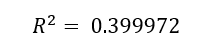 R² = 0.399972